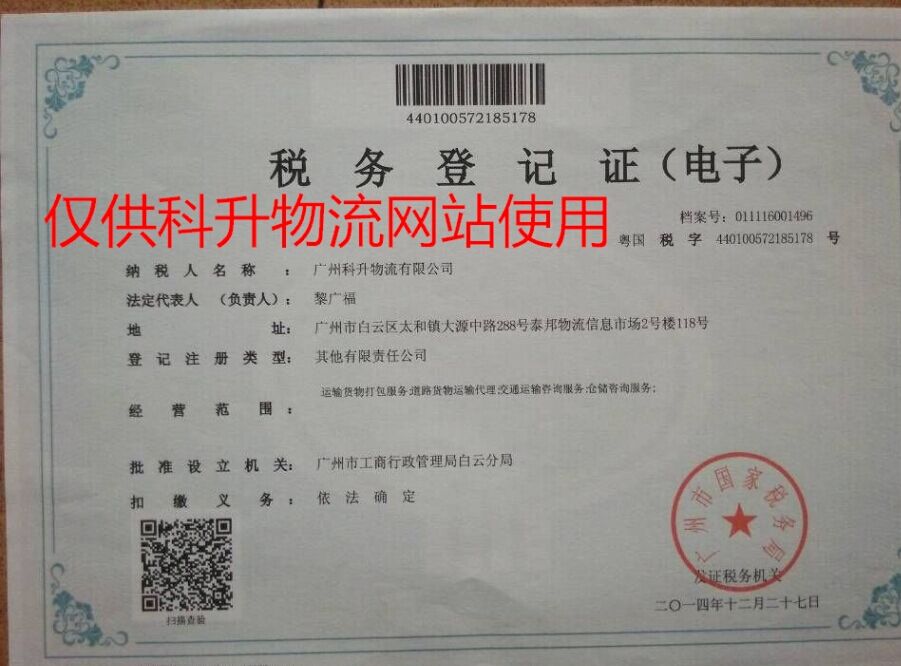 440100572185178
税务登记证（电子）
仅供科升物流网站使用
档案号：011116001496
粤国 税 字 440100572185178 号
纳税人名称： 广州科升物流有限公司
法定代表人（负责人）： 黎广福
地址： 广州市白云区太和镇大源中路288号泰邦物流信息市场2号楼118号
登记注册类型： 其他有限责任公司
经营范围： 运输货物打包服务;道路货物运输代理;交通运输咨询服务;仓储咨询服务;
批准设立机关： 广州市工商行政管理局白云分局
扣缴义务： 依法确定
广州市国家税务局
发证税务机关
二〇一四年十二月二十七日
扫描查验